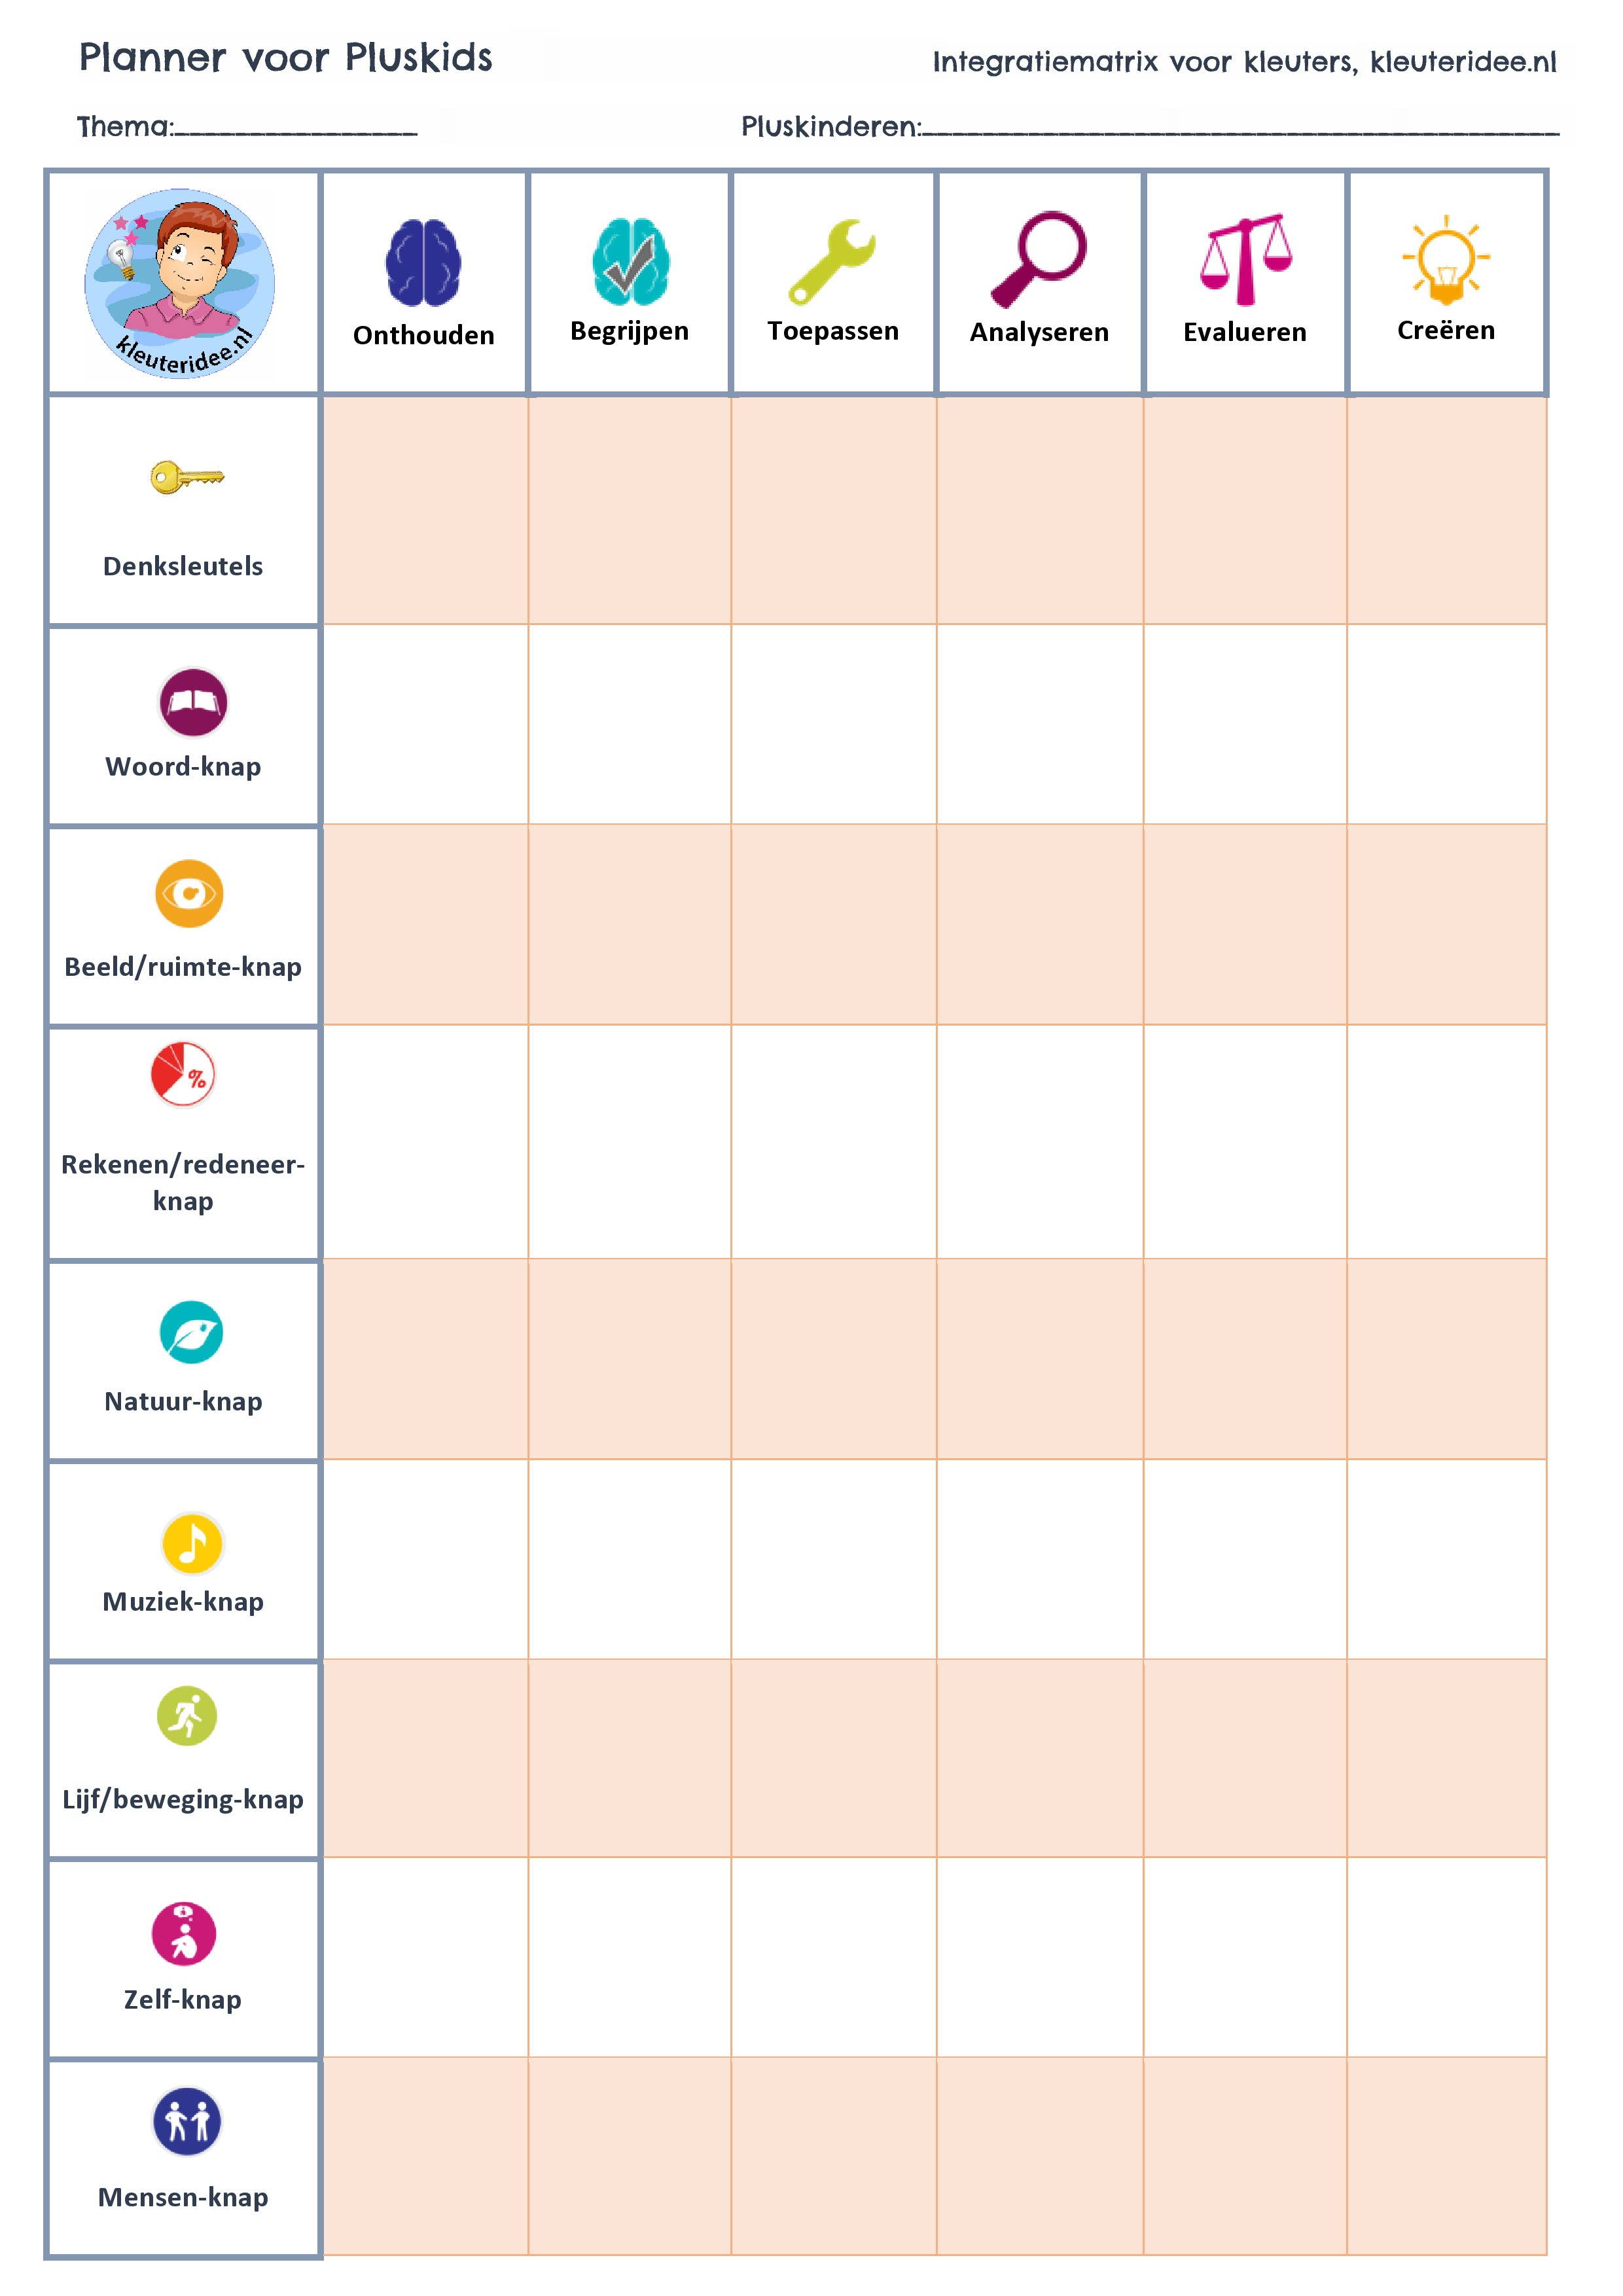 Planner voor Pluskids
Integratiematrix voor kleuters, kleuteridee.nl
Thema:________________
Pluskinderen:__________________________________________
kleuteridee.nl
Onthouden
Begrijpen
Toepassen
Analyseren
Evalueren
Creëren
Denksleutels
Woord-knap
Beeld/ruimte-knap
%
Rekenen/redeneer-
knap
Natuur-knap
Muziek-knap
Lijf/beweging-knap
Zelf-knap
Mensen-knap